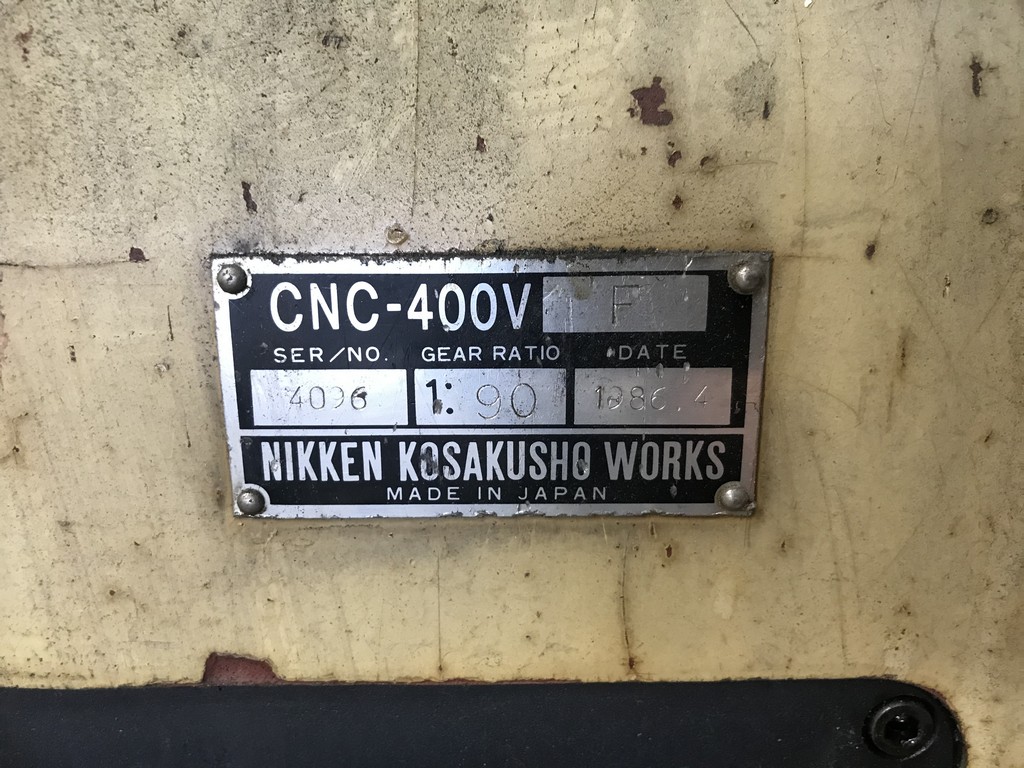 CNC-400V F
SER/NO. GEAR RATIO DATE
4096 1: 90 1986.4
NIKKEN KOSAKUSHO WORKS
MADE IN JAPAN